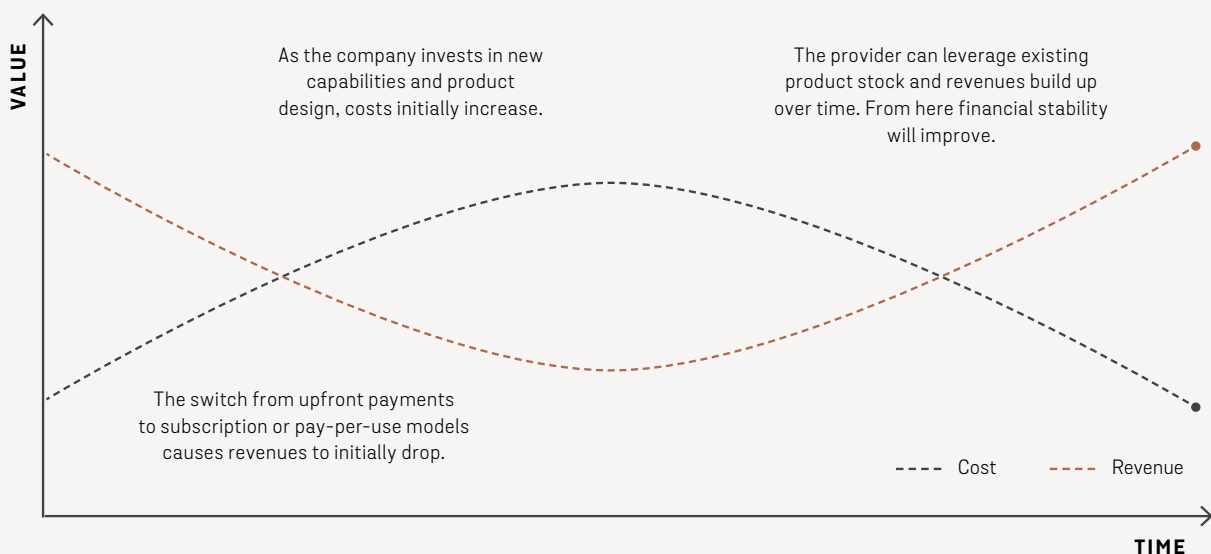 VALUE
As the company invests in new
capabilities and product
design, costs initially increase.
The provider can leverage existing
product stock and revenues build up
over time. From here financial stability
will improve.
The switch from upfront payments
to subscription or pay-per-use models
causes revenues to initially drop.
Cost
Revenue
TIME